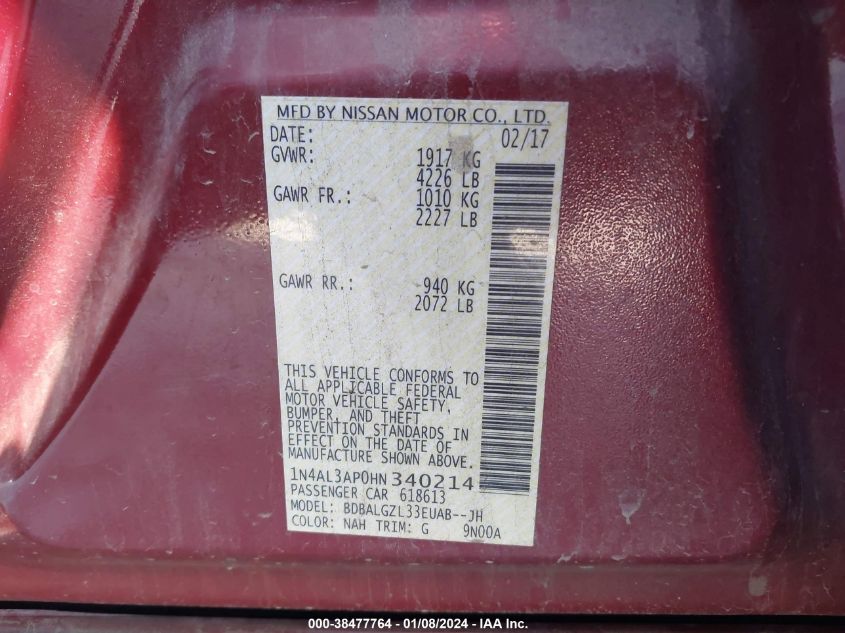 MFD BY NISSAN MOTOR CO., LTD.
DATE: 02/17
GVWR: 1917 KG
4226 LB
GAWR FR.: 1010 KG
2227 LB
GAWR RR.: 940 KG
2072 LB
THIS VEHICLE CONFORMS TO
ALL APPLICABLE FEDERAL
MOTOR VEHICLE SAFETY,
BUMPER, AND THEFT
PREVENTION STANDARDS IN
EFFECT ON THE DATE OF
MANUFACTURE SHOWN ABOVE.
1N4AL3AP0HN340214
PASSENGER CAR 618613
MODEL: BDBALGZL33EUAB--JH
COLOR: NAH TRIM: G 9N00A
000-38477764 - 01/08/2024 - IAAI.com